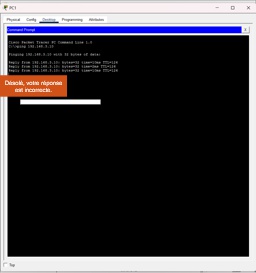 PC1
Physical Config Desktop Programming Attributes
Command Prompt
X
Cisco Packet Tracer PC Command Line 1.0
C:\>ping 192.168.0.10
Pinging 192.168.0.10 with 32 bytes of data:
Reply from 192.168.0.10: bytes=32 time<1ms TTL=128
Reply from 192.168.0.10: bytes=32 time<1ms TTL=128
Reply from 192.168.0.10: bytes=32 time<1ms TTL=128
Désolé, votre réponse
est incorrecte.
Top